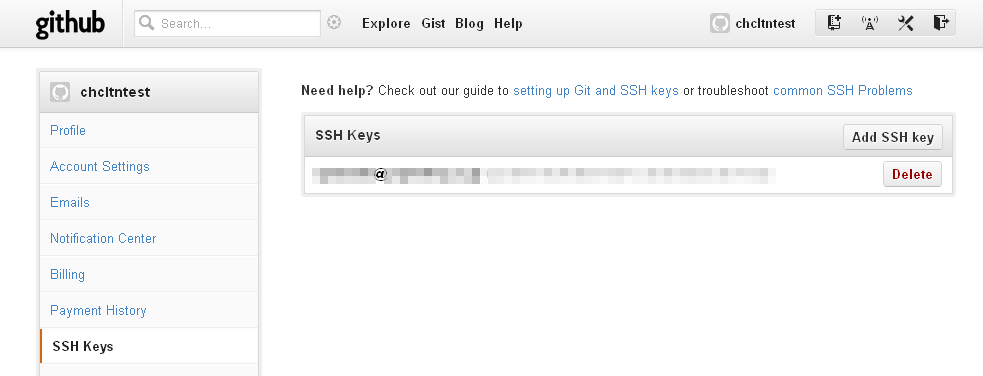 github Search... Explore Gist Blog Help chcltntest
chcltntest
Profile
Account Settings
Emails
Notification Center
Billing
Payment History
SSH Keys
Need help? Check out our guide to setting up Git and SSH keys or troubleshoot common SSH Problems
SSH Keys Add SSH key
@ Delete